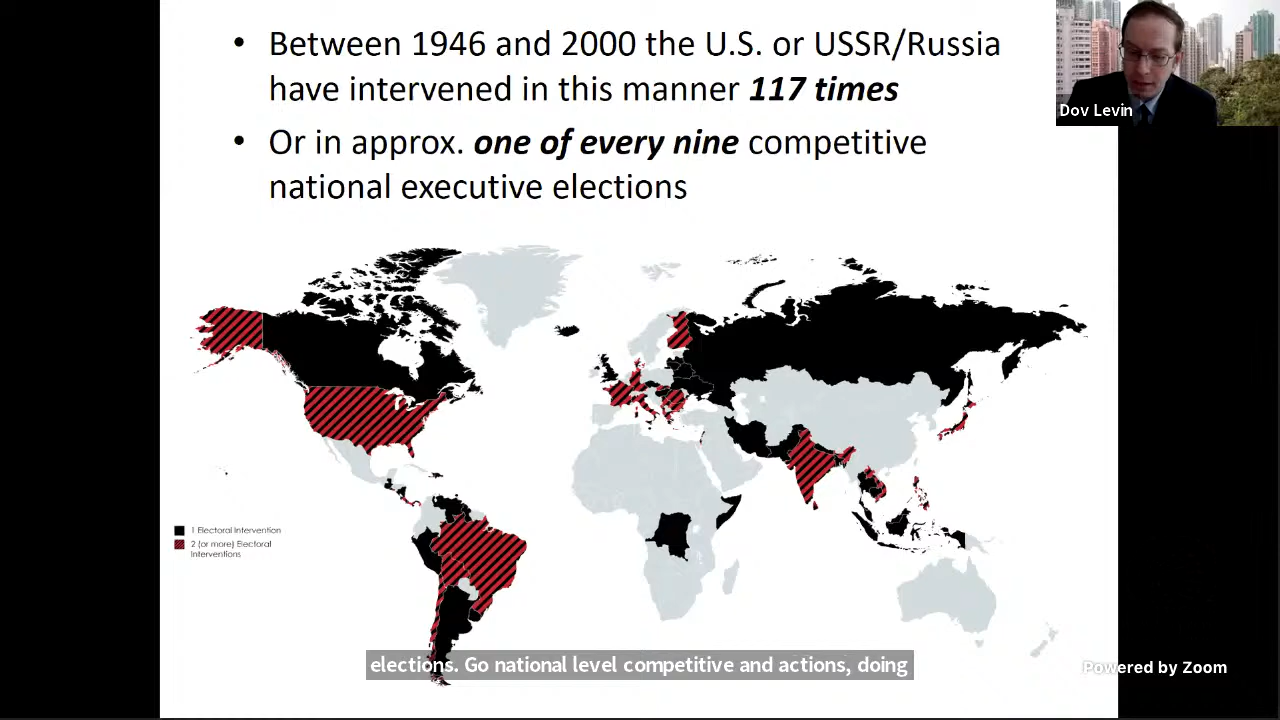 • Between 1946 and 2000 the U.S. or USSR/Russia
have intervened in this manner 117 times
• Or in approx. one of every nine competitive
national executive elections
Dov Levin
1 Electoral Intervention
2 (or more) Electoral
Interventions
elections. Go national level competitive and actions, doing
Powered by Zoom